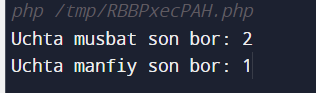 php /tmp/RBBPxecPAH.php
Uchta musbat son bor: 2
Uchta manfiy son bor: 1